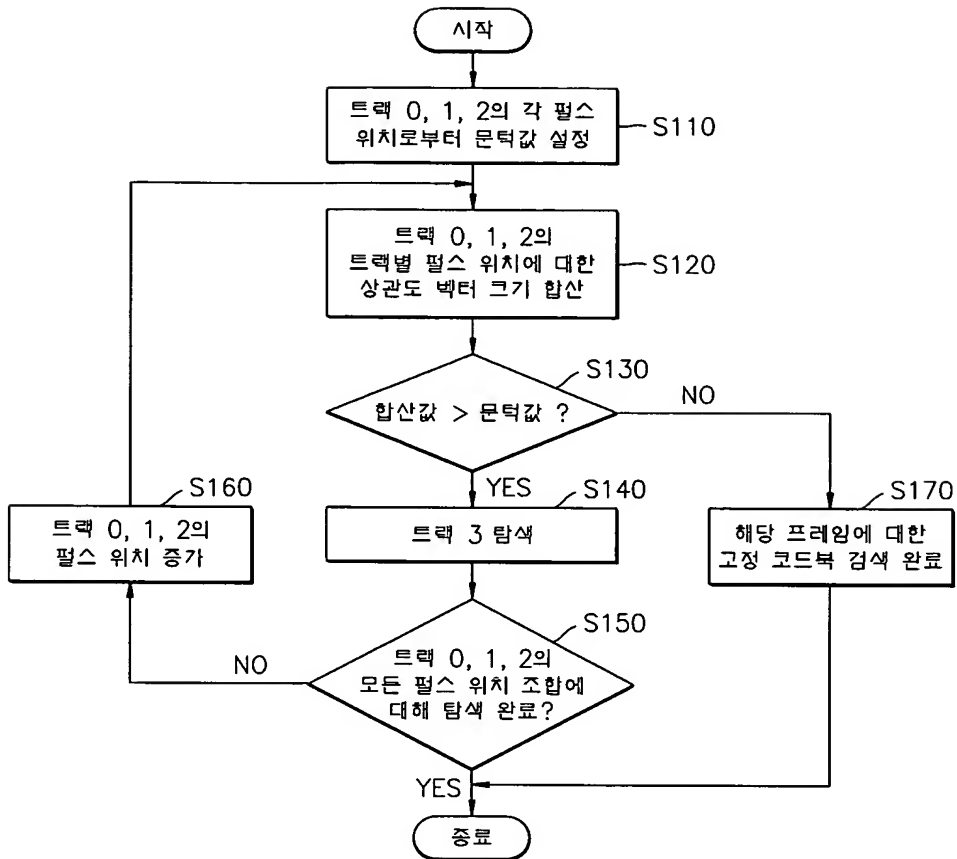 시작
트랙 0, 1, 2의 각 펄스
위치로부터 문턱값 설정
S110
트랙 0, 1, 2의
트랙별 펄스 위치에 대한
상관도 벡터 크기 합산
S120
S130
합산값 > 문턱값 ?
NO
YES
S140
트랙 3 탐색
S160
트랙 0, 1, 2의
펄스 위치 증가
S170
해당 프레임에 대한
고정 코드북 검색 완료
S150
트랙 0, 1, 2의
모든 펄스 위치 조합에
대해 탐색 완료?
NO
YES
종료